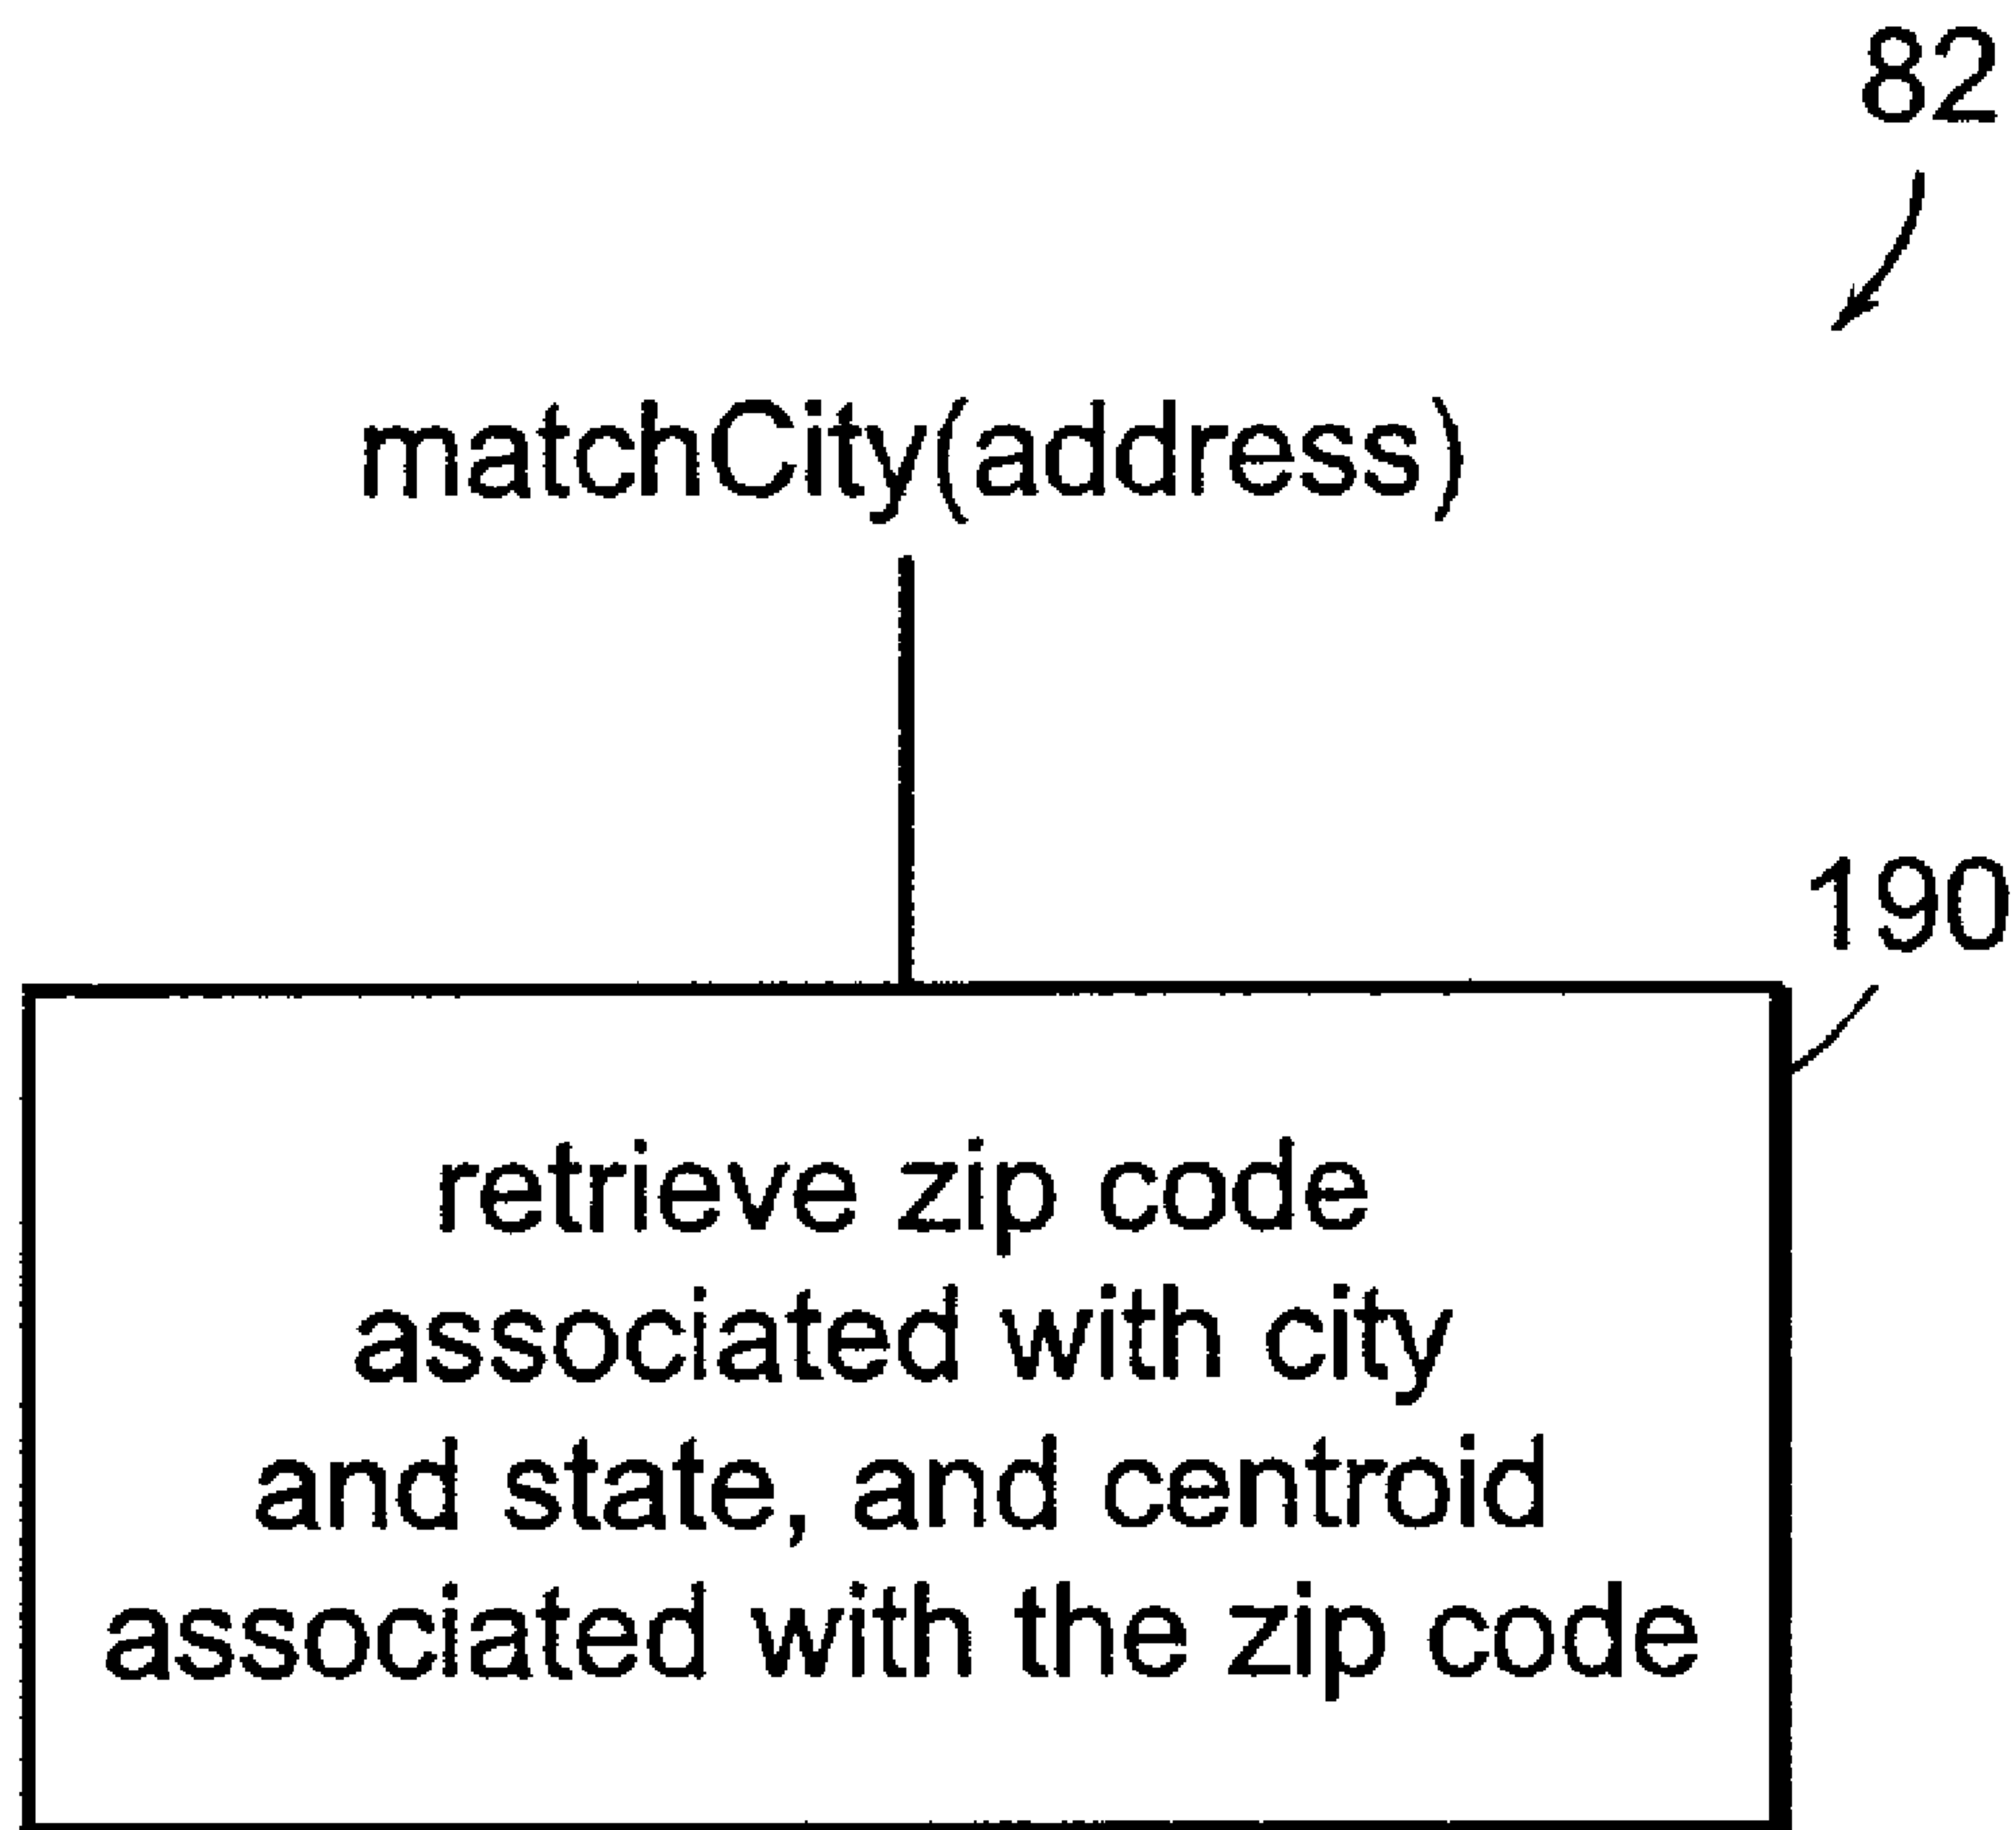 82
matchCity(address)
190
retrieve zip code
associated with city
and state, and centroid
associated with the zip code